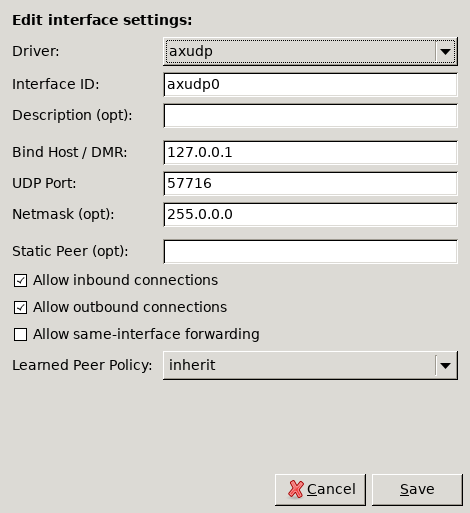 Edit interface settings:
Driver: axudp
Interface ID: axudp0
Description (opt):
Bind Host / DMR: 127.0.0.1
UDP Port: 57716
Netmask (opt): 255.0.0.0
Static Peer (opt):
Allow inbound connections
Allow outbound connections
Allow same-interface forwarding
Learned Peer Policy: inherit
Cancel Save